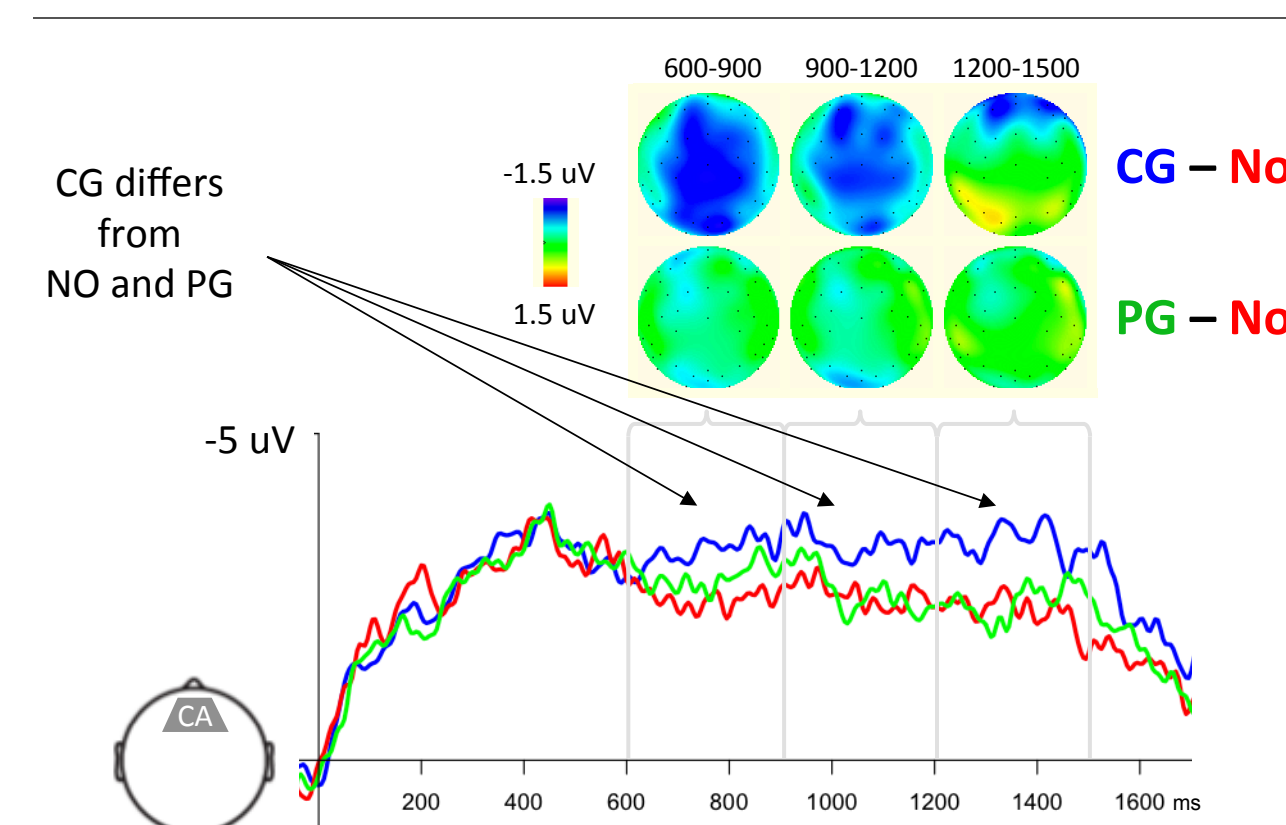 600-900 900-1200 1200-1500
CG differs
from
NO and PG
-1.5 uV
1.5 uV
CG – No
PG – No
-5 uV
CA
200 400 600 800 1000 1200 1400 1600 ms